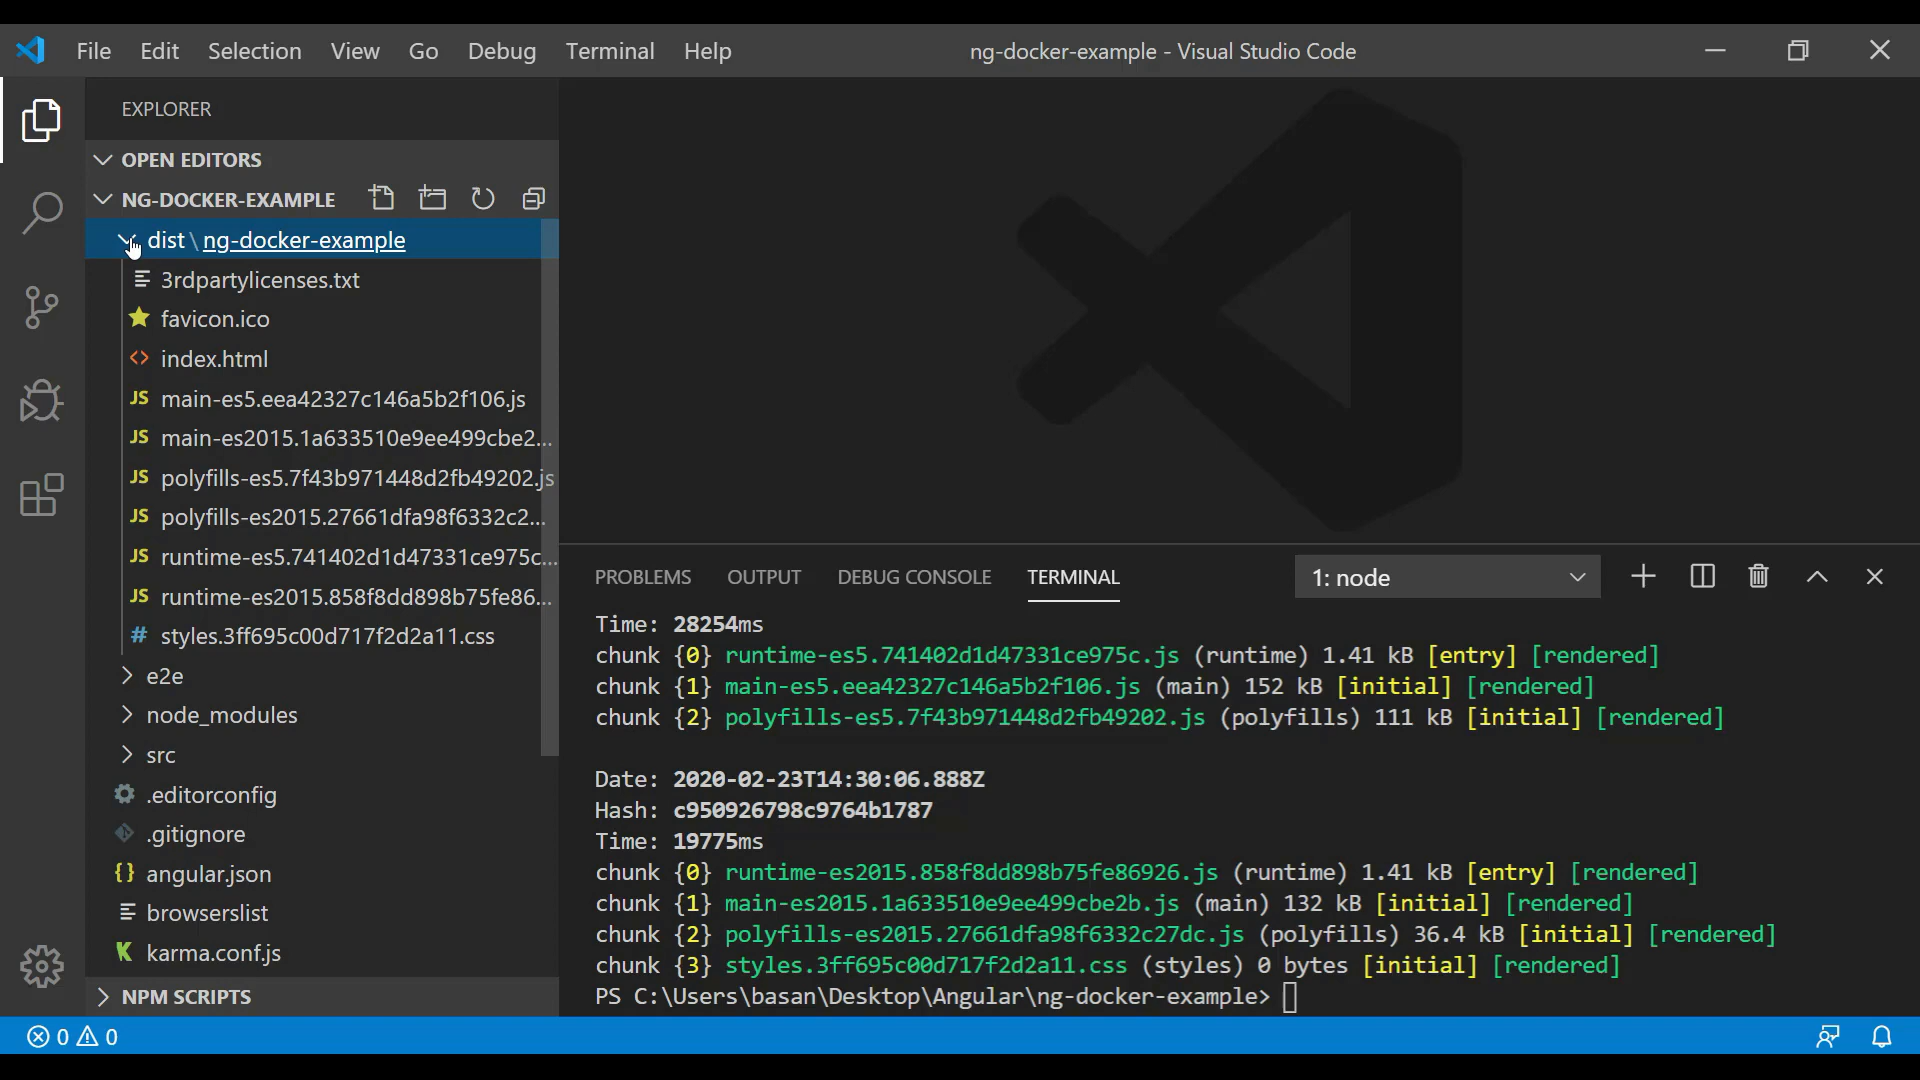 File Edit Selection View Go Debug Terminal Help
ng-docker-example - Visual Studio Code
EXPLORER
OPEN EDITORS
NG-DOCKER-EXAMPLE
dist \ ng-docker-example
3rdpartylicenses.txt
favicon.ico
index.html
JS main-es5.eea42327c146a5b2f106.js
JS main-es2015.1a633510e9ee499cbe2...
JS polyfills-es5.7f43b971448d2fb49202.js
JS polyfills-es2015.27661dfa98f6332c2...
JS runtime-es5.741402d1d47331ce975c...
JS runtime-es2015.858f8dd898b75fe86...
# styles.3ff695c00d717f2d2a11.css
e2e
node_modules
src
.editorconfig
.gitignore
{} angular.json
browserslist
karma.conf.js
NPM SCRIPTS
PROBLEMS OUTPUT DEBUG CONSOLE TERMINAL 1: node
Time: 28254ms
chunk {0} runtime-es5.741402d1d47331ce975c.js (runtime) 1.41 kB [entry] [rendered]
chunk {1} main-es5.eea42327c146a5b2f106.js (main) 152 kB [initial] [rendered]
chunk {2} polyfills-es5.7f43b971448d2fb49202.js (polyfills) 111 kB [initial] [rendered]
Date: 2020-02-23T14:30:06.888Z
Hash: c950926798c9764b1787
Time: 19775ms
chunk {0} runtime-es2015.858f8dd898b75fe86926.js (runtime) 1.41 kB [entry] [rendered]
chunk {1} main-es2015.1a633510e9ee499cbe2b.js (main) 132 kB [initial] [rendered]
chunk {2} polyfills-es2015.27661dfa98f6332c27dc.js (polyfills) 36.4 kB [initial] [rendered]
chunk {3} styles.3ff695c00d717f2d2a11.css (styles) 0 bytes [initial] [rendered]
PS C:\Users\basan\Desktop\Angular\ng-docker-example>
0 0